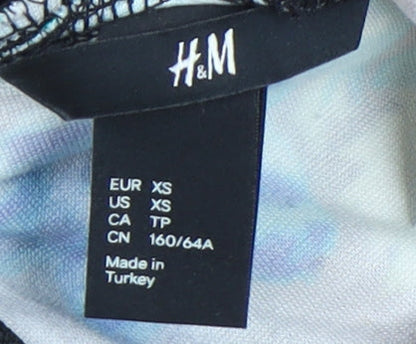 H&M
EUR XS
US XS
CA TP
CN 160/64A
Made in
Turkey